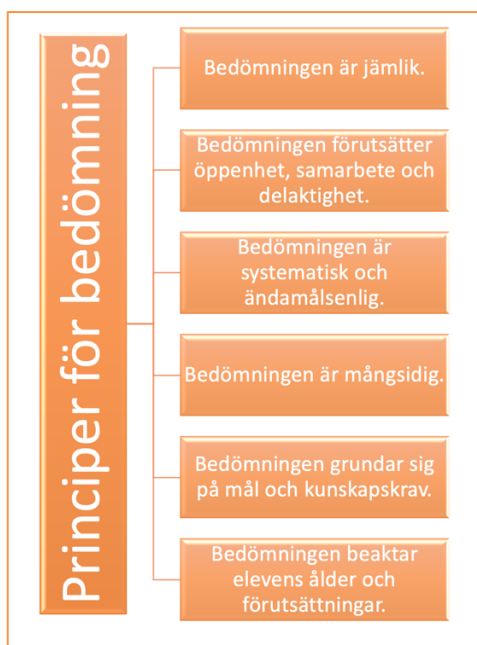 Principer för bedömning
Bedömningen är jämlik.
Bedömningen förutsätter
öppenhet, samarbete och
delaktighet.
Bedömningen är
systematisk och
ändamålsenlig.
Bedömningen är mångsidig.
Bedömningen grundar sig
på mål och kunskapskrav.
Bedömningen beaktar
elevens ålder och
förutsättningar.